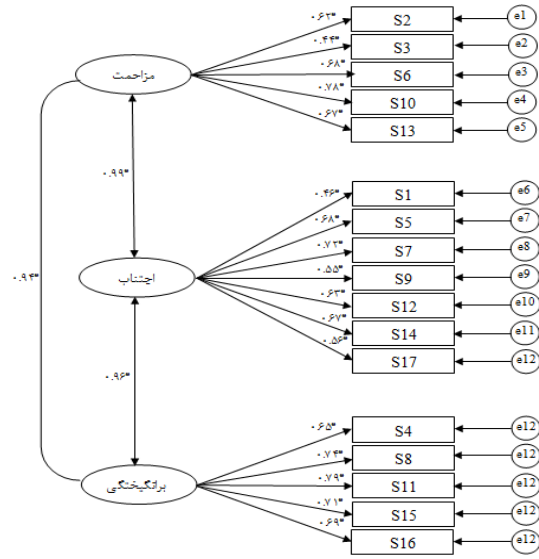 ۰.۶۲* S2 e1
۰.۴۴* S3 e2
مزاحمت ۰.۶۸* S6 e3
۰.۷۸* S10 e4
۰.۶۷* S13 e5
۰.۹۹*
۰.۴۶* S1 e6
۰.۶۸* S5 e7
۰.۷۲* S7 e8
۰.۹۴* اجتناب ۰.۵۵* S9 e9
۰.۶۳* S12 e10
۰.۶۷* S14 e11
۰.۵۶* S17 e12
۰.۹۶*
۰.۶۵* S4 e12
۰.۷۴* S8 e12
برانگیختگی ۰.۷۹* S11 e12
۰.۷۱* S15 e12
۰.۶۹* S16 e12